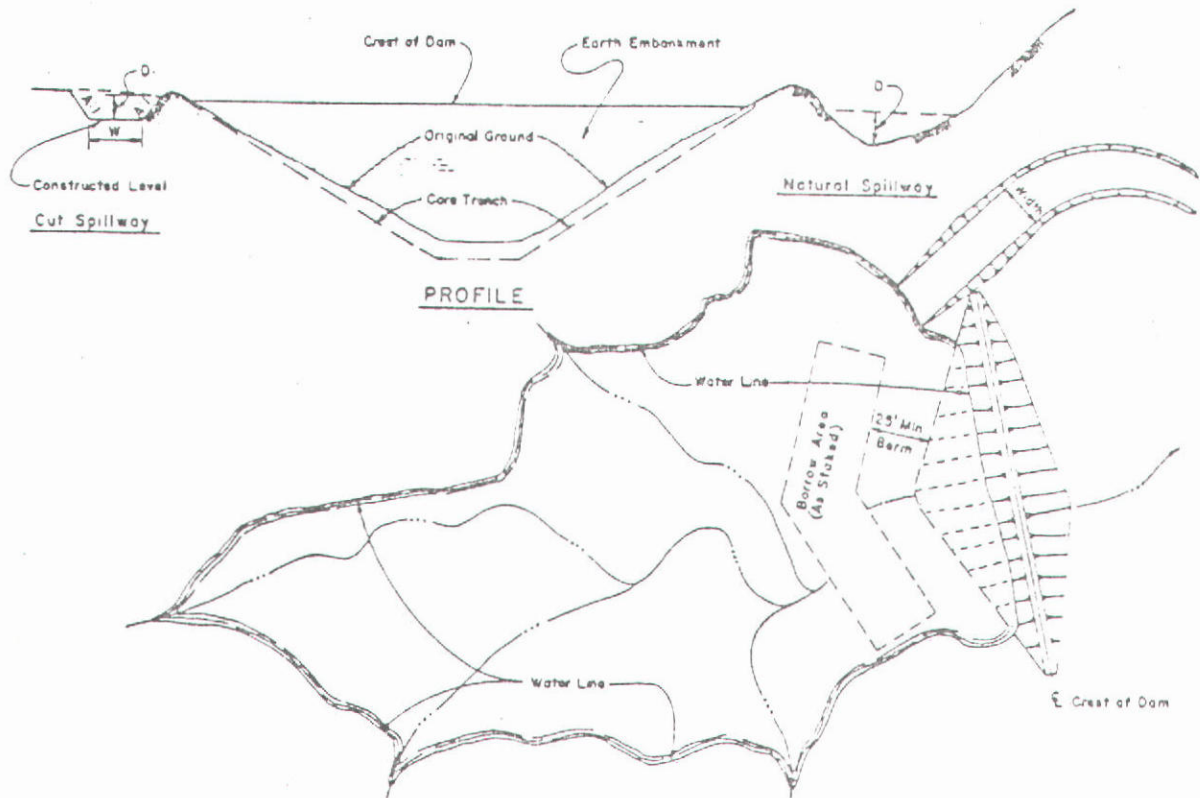 Crest of Dam
Earth Embankment
D
D
W
Original Ground
Constructed Level
Core Trench
Natural Spillway
Cut Spillway
Width
PROFILE
Water Line
25' Min
Berm
Borrow Area
(As Staked)
Water Line
℄ Crest of Dam